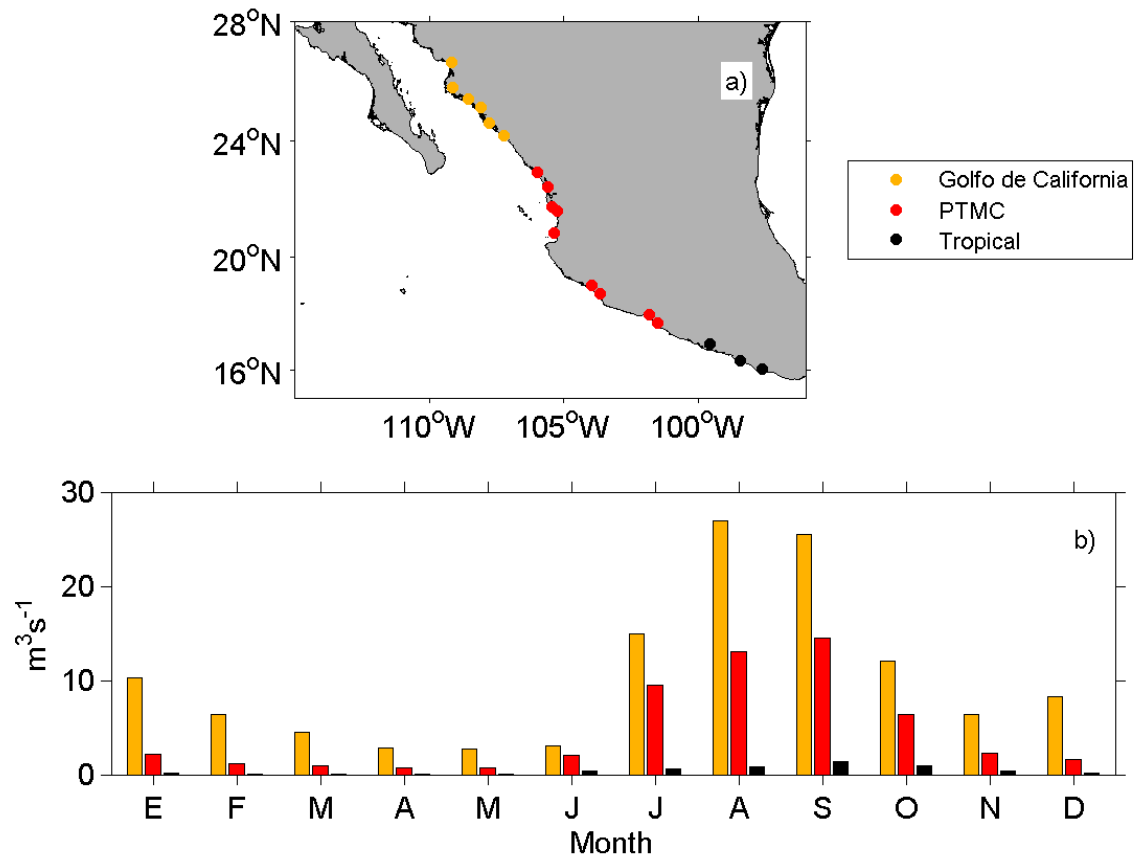 28°N
24°N
20°N
16°N
110°W 105°W 100°W
a)
Golfo de California
PTMC
Tropical
30
20
10
0
m³s⁻¹
b)
E F M A M J J A S O N D
Month